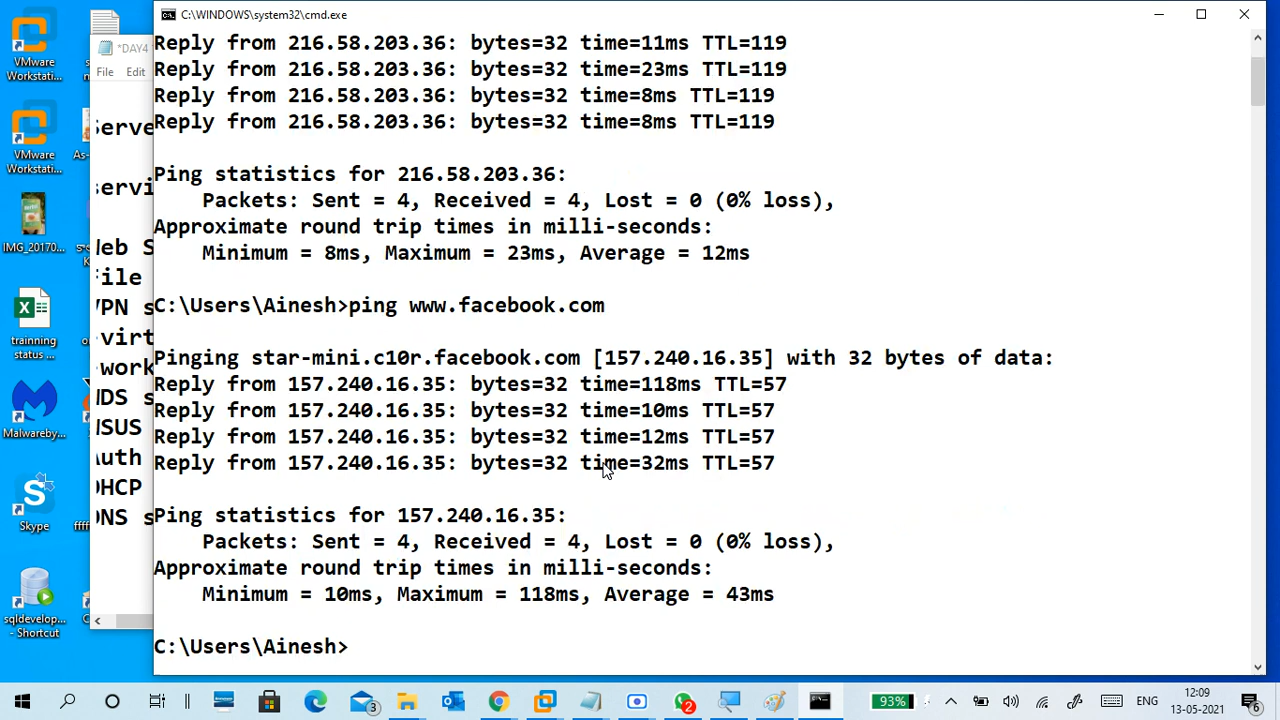 C:\WINDOWS\system32\cmd.exe
Reply from 216.58.203.36: bytes=32 time=11ms TTL=119
Reply from 216.58.203.36: bytes=32 time=23ms TTL=119
Reply from 216.58.203.36: bytes=32 time=8ms TTL=119
Reply from 216.58.203.36: bytes=32 time=8ms TTL=119
Ping statistics for 216.58.203.36:
Packets: Sent = 4, Received = 4, Lost = 0 (0% loss),
Approximate round trip times in milli-seconds:
Minimum = 8ms, Maximum = 23ms, Average = 12ms
C:\Users\Ainesh>ping www.facebook.com
Pinging star-mini.c10r.facebook.com [157.240.16.35] with 32 bytes of data:
Reply from 157.240.16.35: bytes=32 time=118ms TTL=57
Reply from 157.240.16.35: bytes=32 time=10ms TTL=57
Reply from 157.240.16.35: bytes=32 time=12ms TTL=57
Reply from 157.240.16.35: bytes=32 time=32ms TTL=57
Ping statistics for 157.240.16.35:
Packets: Sent = 4, Received = 4, Lost = 0 (0% loss),
Approximate round trip times in milli-seconds:
Minimum = 10ms, Maximum = 118ms, Average = 43ms
C:\Users\Ainesh>
VMware
Workstati...
VMware
Workstati...
IMG_20170...
trainning
status ...
Malwareby...
Skype
sqldevelop...
- Shortcut
*DAY4
File Edit
File
WSUS
DHCP
3
2
93%
ENG
12:09
13-05-2021
6